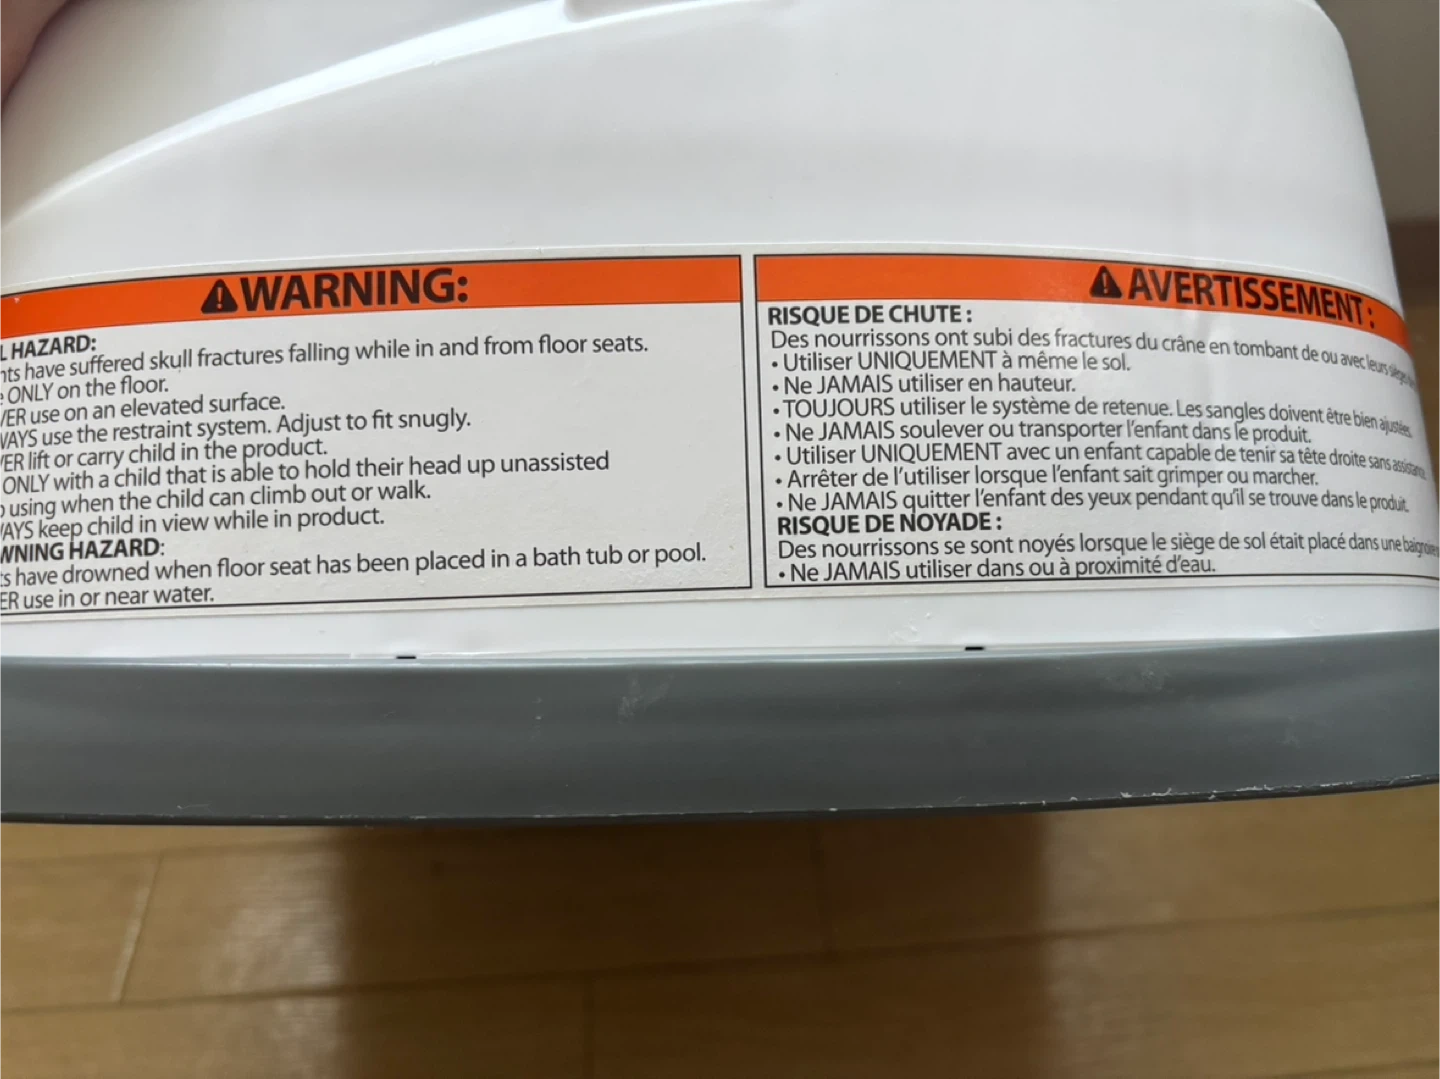 WARNING:
L HAZARD:
nts have suffered skull fractures falling while in and from floor seats.
ONLY on the floor.
VER use on an elevated surface.
WAYS use the restraint system. Adjust to fit snugly.
VER lift or carry child in the product.
ONLY with a child that is able to hold their head up unassisted
using when the child can climb out or walk.
WAYS keep child in view while in product.
WNING HAZARD:
ts have drowned when floor seat has been placed in a bath tub or pool.
ER use in or near water.
AVERTISSEMENT :
RISQUE DE CHUTE :
Des nourrissons ont subi des fractures du crâne en tombant de ou avec leurs
• Utiliser UNIQUEMENT à même le sol.
• Ne JAMAIS utiliser en hauteur.
• TOUJOURS utiliser le système de retenue. Les sangles doivent être bien ajustées.
• Ne JAMAIS soulever ou transporter l'enfant dans le produit.
• Utiliser UNIQUEMENT avec un enfant capable de tenir sa tête droite sans
• Arrêter de l'utiliser lorsque l'enfant sait grimper ou marcher.
• Ne JAMAIS quitter l'enfant des yeux pendant qu'il se trouve dans le produit.
RISQUE DE NOYADE :
Des nourrissons se sont noyés lorsque le siège de sol était placé dans une
• Ne JAMAIS utiliser dans ou à proximité d'eau.